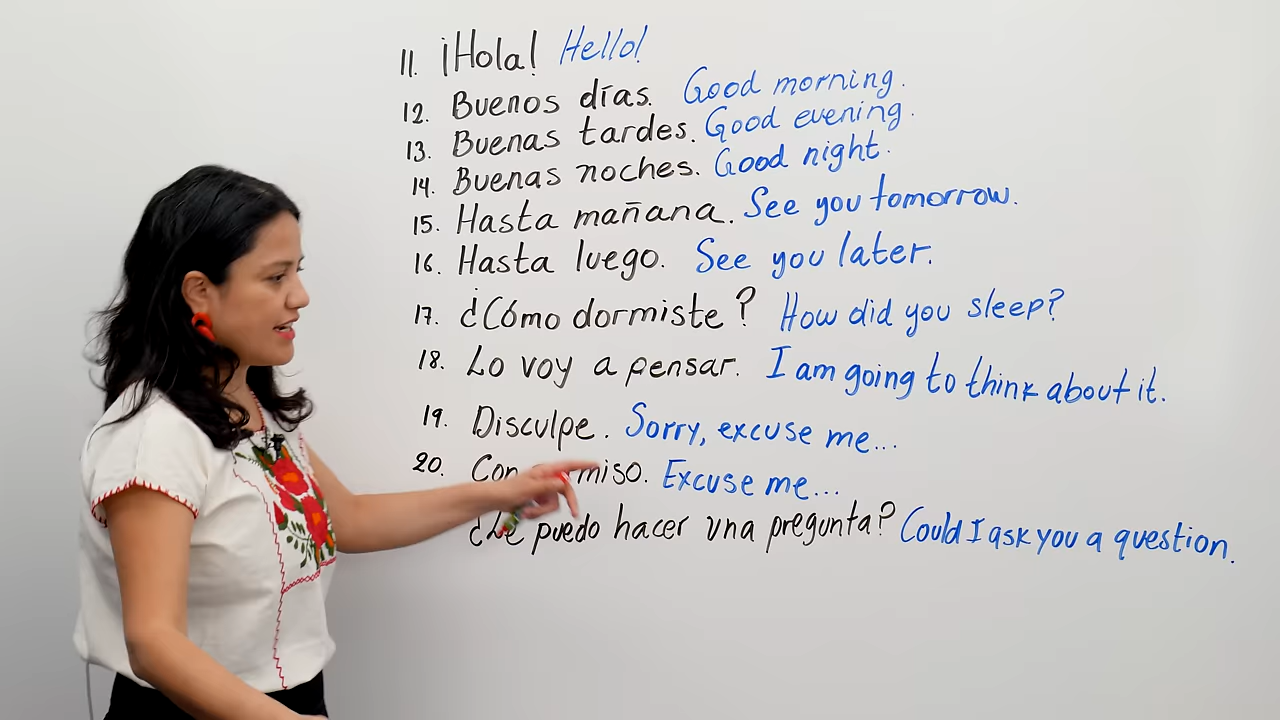 11. ¡Hola! Hello!
12. Buenos días. Good morning.
13. Buenas tardes. Good evening.
14. Buenas noches. Good night.
15. Hasta mañana. See you tomorrow.
16. Hasta luego. See you later.
17. ¿Cómo dormiste? How did you sleep?
18. Lo voy a pensar. I am going to think about it.
19. Disculpe. Sorry, excuse me...
20. Con Excuse me...
¿Le puedo hacer una pregunta? Could I ask you a question.